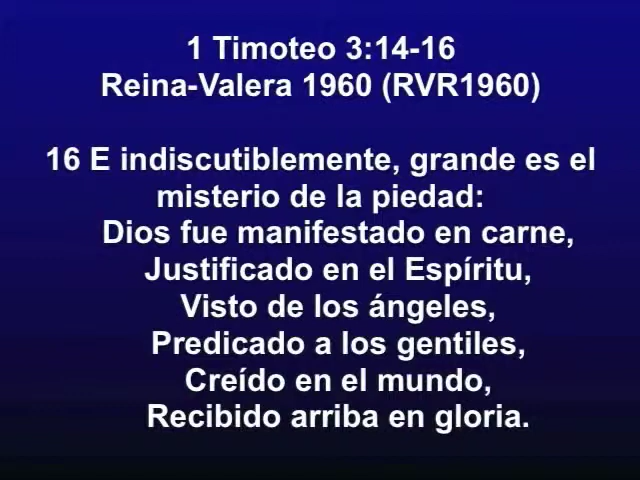 1 Timoteo 3:14-16
Reina-Valera 1960 (RVR1960)
16 E indiscutiblemente, grande es el
misterio de la piedad:
Dios fue manifestado en carne,
Justificado en el Espíritu,
Visto de los ángeles,
Predicado a los gentiles,
Creído en el mundo,
Recibido arriba en gloria.